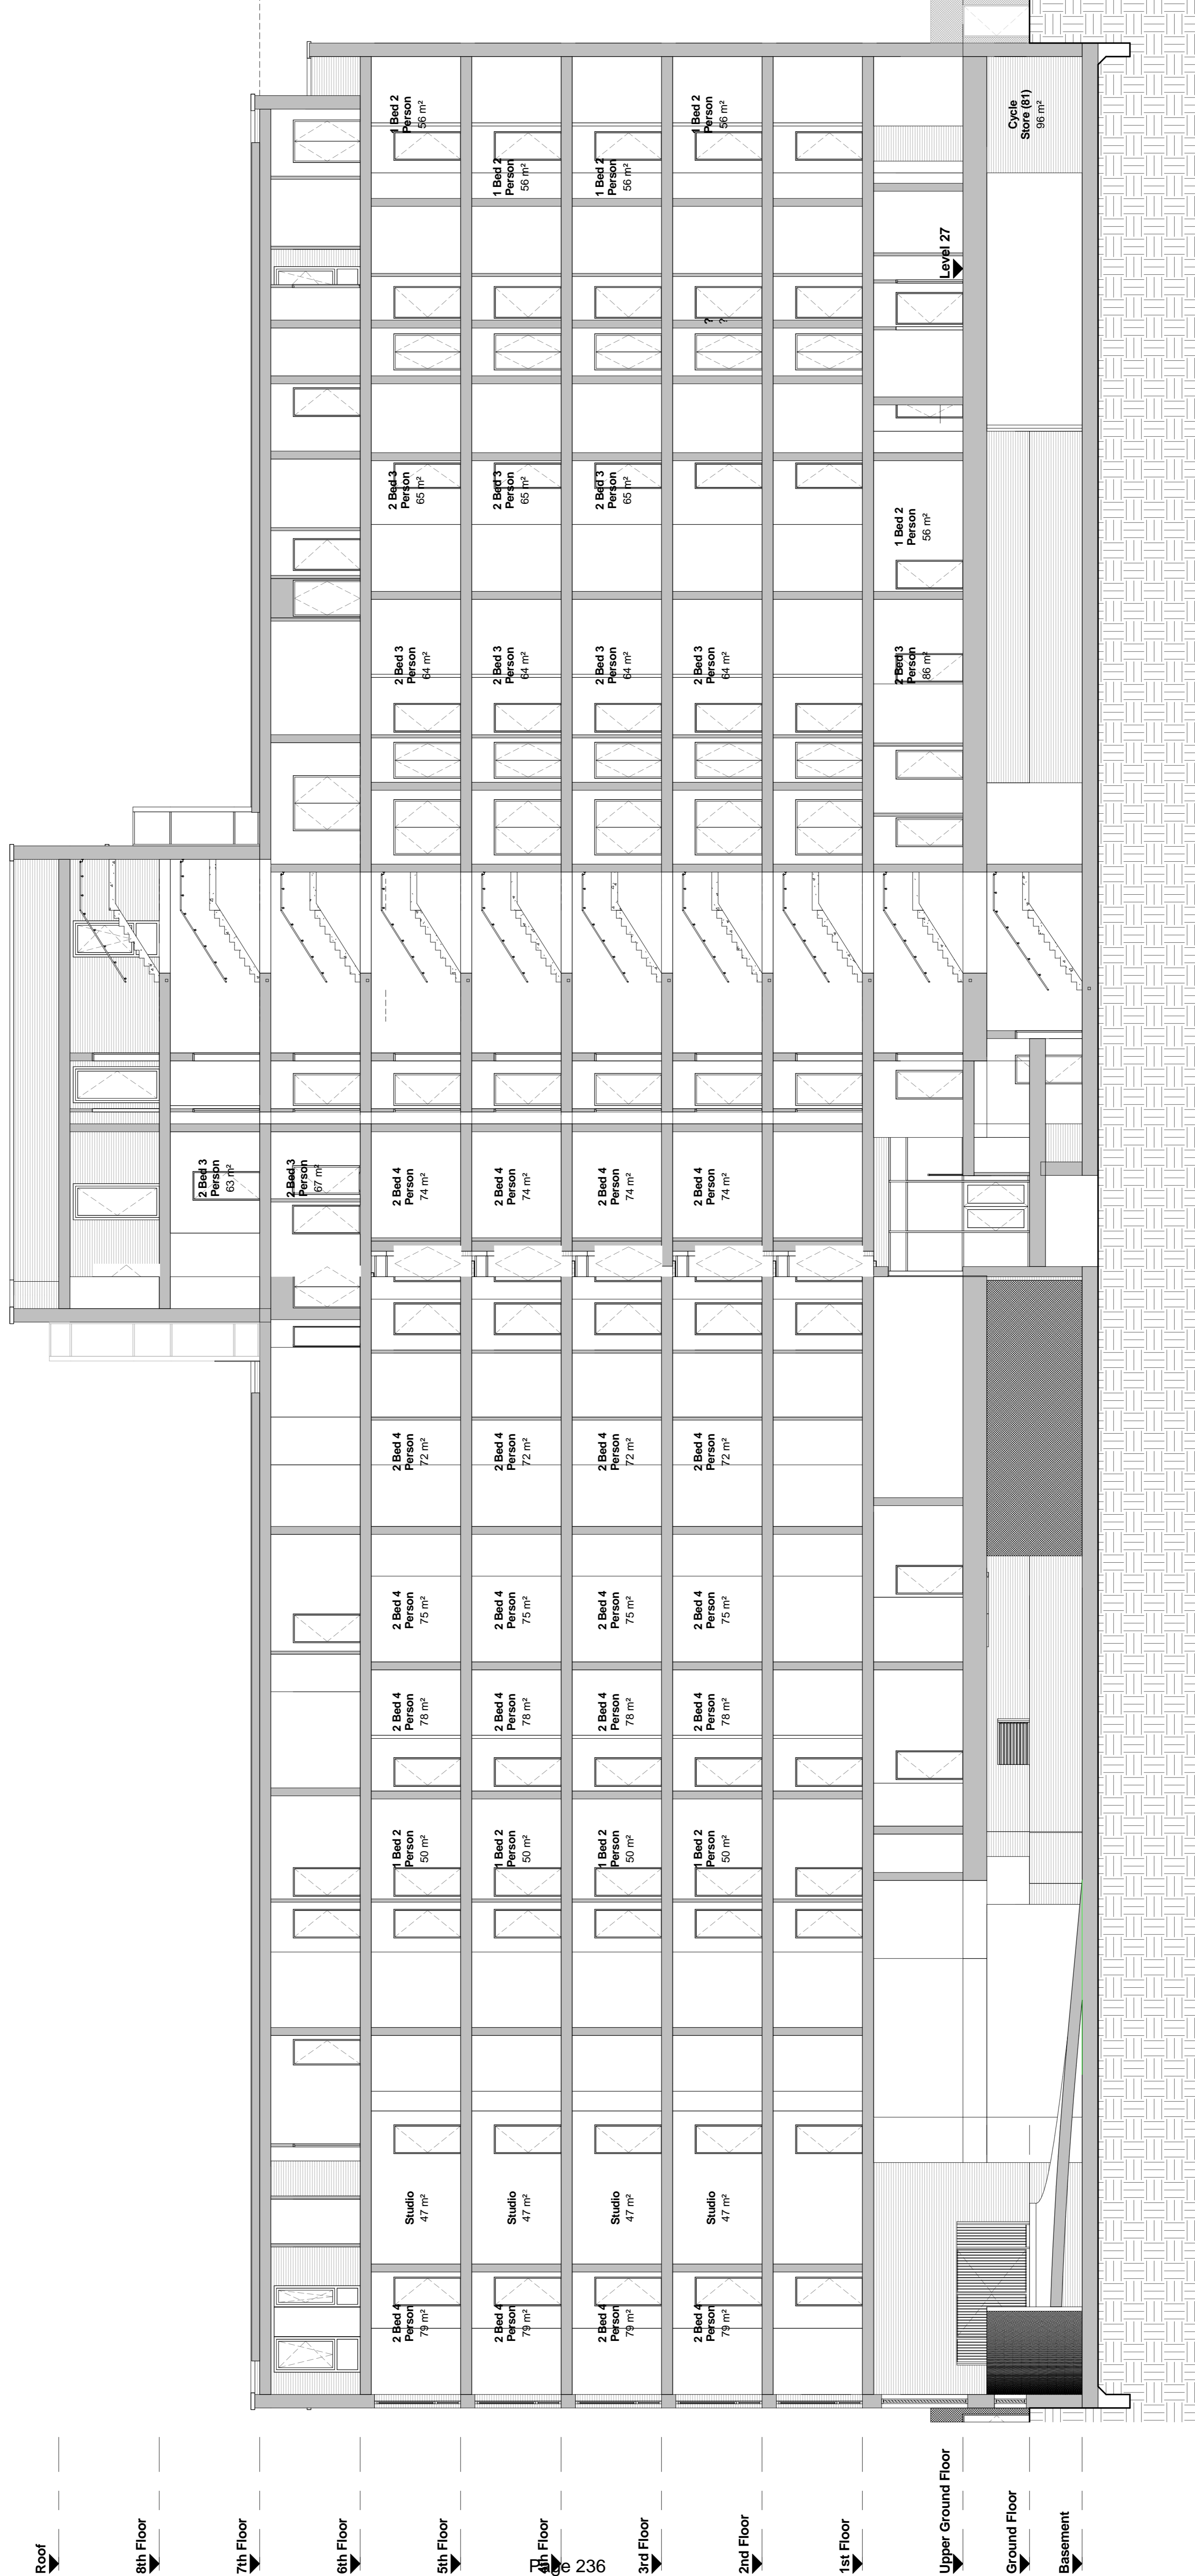 Roof
8th Floor
7th Floor
2 Bed 3
Person
63 m²
6th Floor
2 Bed 3
Person
67 m²
5th Floor
2 Bed 4
Person
79 m²
Studio
47 m²
1 Bed 2
Person
50 m²
2 Bed 4
Person
78 m²
2 Bed 4
Person
75 m²
2 Bed 4
Person
72 m²
2 Bed 4
Person
74 m²
2 Bed 3
Person
64 m²
2 Bed 3
Person
65 m²
1 Bed 2
Person
56 m²
4th Floor
2 Bed 4
Person
79 m²
Studio
47 m²
1 Bed 2
Person
50 m²
2 Bed 4
Person
78 m²
2 Bed 4
Person
75 m²
2 Bed 4
Person
72 m²
2 Bed 4
Person
74 m²
2 Bed 3
Person
64 m²
2 Bed 3
Person
65 m²
1 Bed 2
Person
56 m²
3rd Floor
2 Bed 4
Person
79 m²
Studio
47 m²
1 Bed 2
Person
50 m²
2 Bed 4
Person
78 m²
2 Bed 4
Person
75 m²
2 Bed 4
Person
72 m²
2 Bed 4
Person
74 m²
2 Bed 3
Person
64 m²
2 Bed 3
Person
65 m²
1 Bed 2
Person
56 m²
2nd Floor
2 Bed 4
Person
79 m²
Studio
47 m²
1 Bed 2
Person
50 m²
2 Bed 4
Person
78 m²
2 Bed 4
Person
75 m²
2 Bed 4
Person
72 m²
2 Bed 4
Person
74 m²
2 Bed 3
Person
64 m²
?
?
1 Bed 2
Person
56 m²
1st Floor
Upper Ground Floor
2 Bed 3
Person
86 m²
1 Bed 2
Person
56 m²
Level 27
Ground Floor
Basement
Cycle
Store (81)
96 m²
Page 236